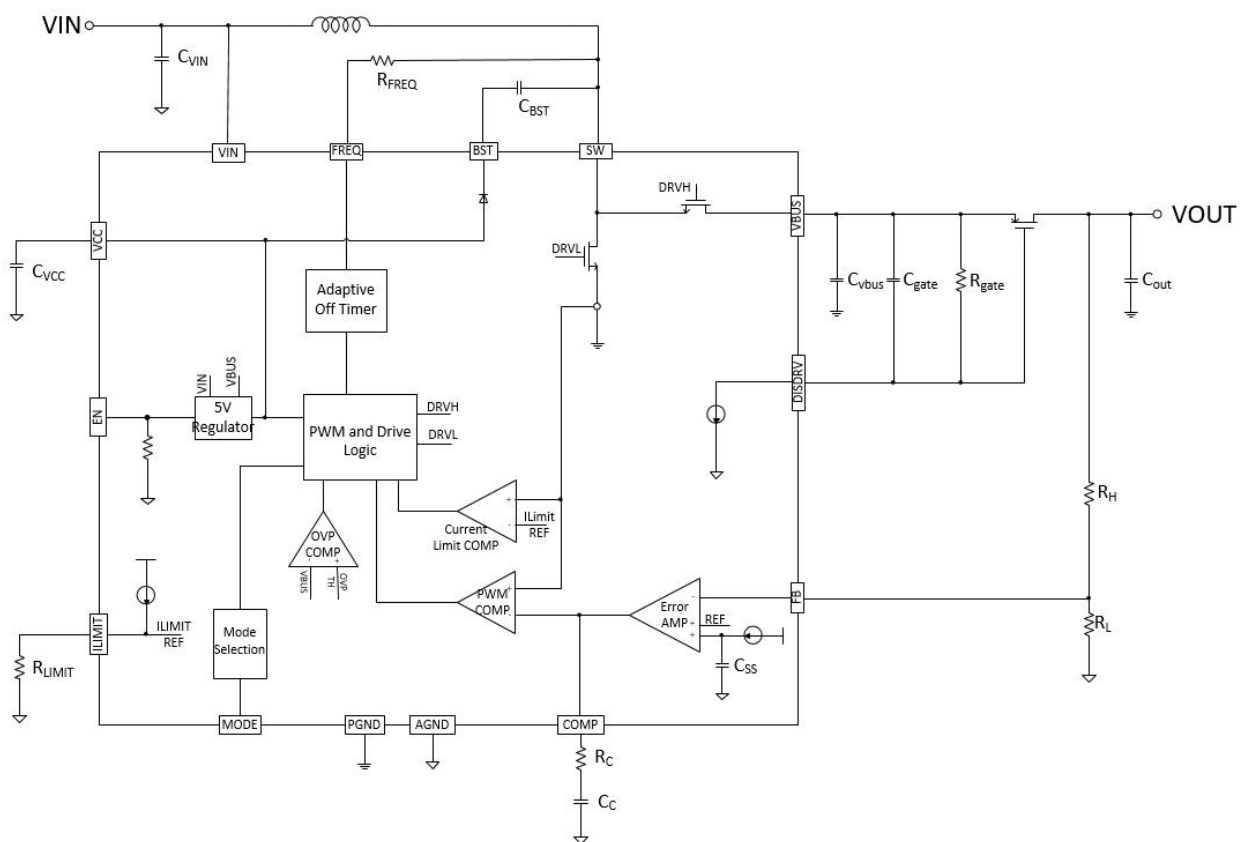 VIN
CVIN
RFREQ
CBST
VIN
FREQ
BST
SW
DRVH
VBUS
VOUT
VCC
CVCC
DRVL
Cvbus
Cgate
Rgate
Cout
Adaptive
Off Timer
VIN
VBUS
DISDRV
EN
5V
Regulator
PWM and Drive
Logic
DRVH
DRVL
RH
+
ILimit
-
REF
Current
Limit COMP
OVP
COMP
-
+
VBUS
OVP
TH
PWM
COMP
+
-
Error
AMP
-
+
REF
+
FB
RL
CSS
ILIMIT
ILIMIT
REF
RLIMIT
Mode
Selection
MODE
PGND
AGND
COMP
RC
CC